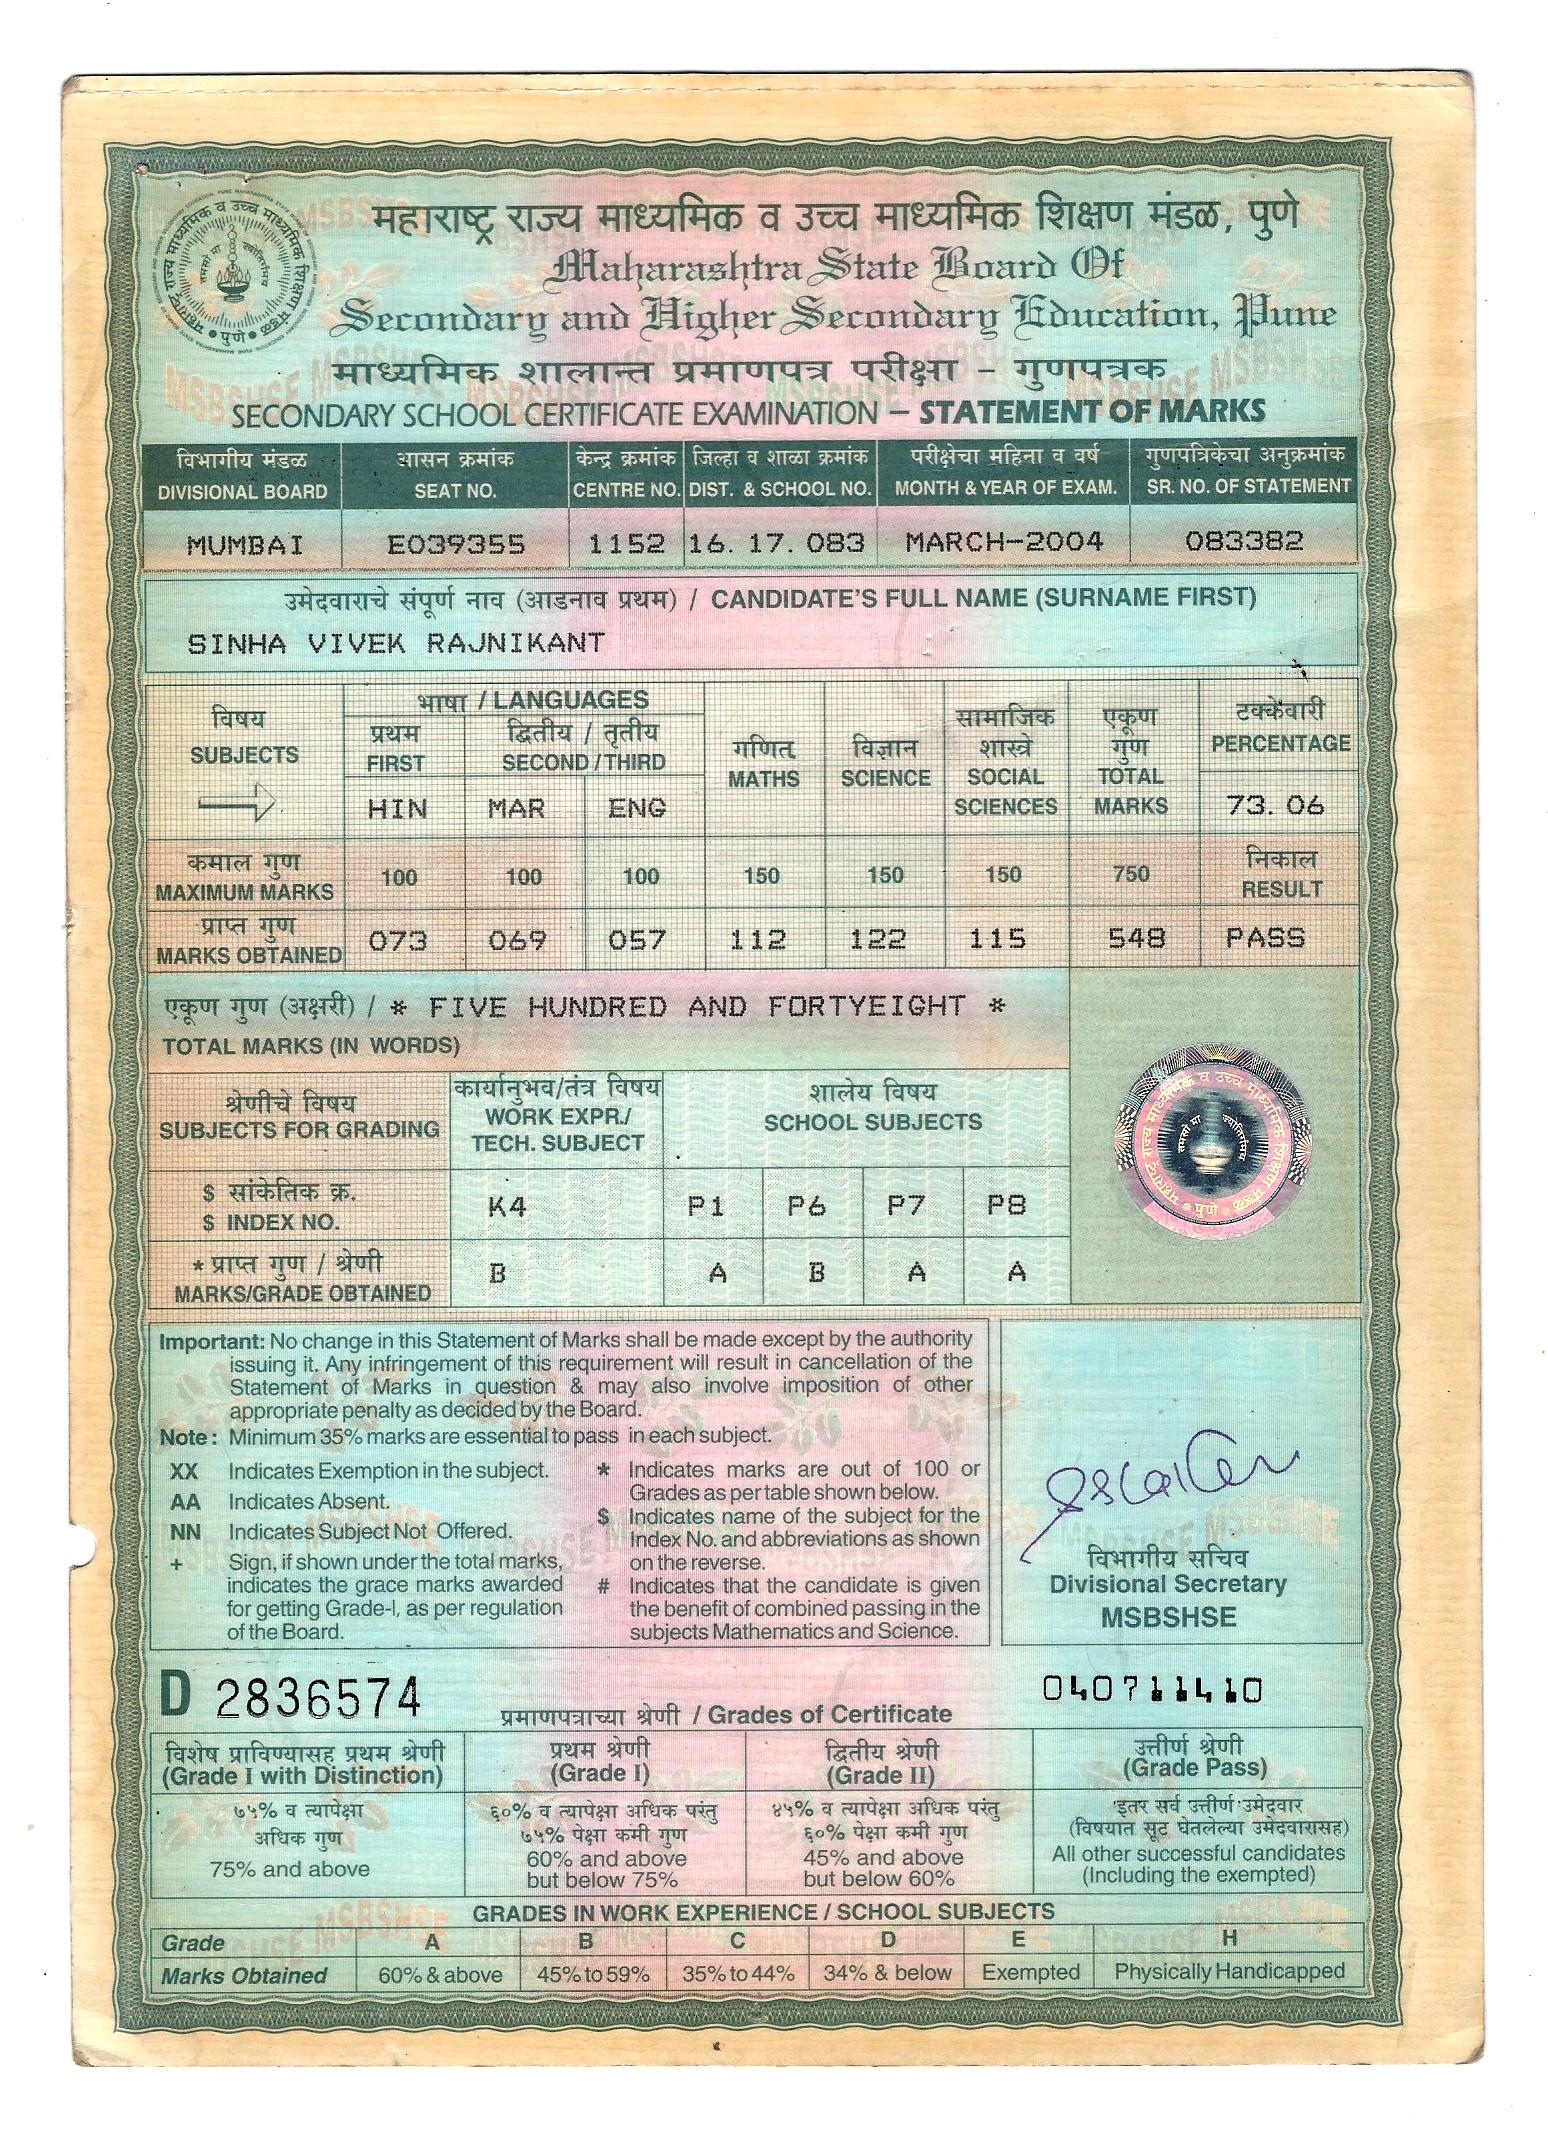 महाराष्ट्र राज्य माध्यमिक व उच्च माध्यमिक शिक्षण मंडळ, पुणे
Maharashtra State Board Of
Secondary and Higher Secondary Education, Pune
माध्यमिक शालान्त प्रमाणपत्र परीक्षा - गुणपत्रक
SECONDARY SCHOOL CERTIFICATE EXAMINATION – STATEMENT OF MARKS
विभागीय मंडळ आसन क्रमांक केन्द्र क्रमांक जिल्हा व शाळा क्रमांक परीक्षेचा महिना व वर्ष गुणपत्रिकेचा अनुक्रमांक
DIVISIONAL BOARD SEAT NO. CENTRE NO. DIST. & SCHOOL NO. MONTH & YEAR OF EXAM. SR. NO. OF STATEMENT
MUMBAI E039355 1152 16. 17. 083 MARCH-2004 083382
उमेदवाराचे संपूर्ण नाव (आडनाव प्रथम) / CANDIDATE'S FULL NAME (SURNAME FIRST)
SINHA VIVEK RAJNIKANT
विषय
SUBJECTS
भाषा / LANGUAGES
प्रथम
FIRST
द्वितीय / तृतीय
SECOND / THIRD
HIN MAR ENG
गणित
MATHS
विज्ञान
SCIENCE
सामाजिक
शास्त्रे
SOCIAL
SCIENCES
एकूण
गुण
TOTAL
MARKS
टक्केवारी
PERCENTAGE
73. 06
कमाल गुण
MAXIMUM MARKS 100 100 100 150 150 150 750
निकाल
RESULT
प्राप्त गुण
MARKS OBTAINED 073 069 057 112 122 115 548 PASS
एकूण गुण (अक्षरी) / * FIVE HUNDRED AND FORTYEIGHT *
TOTAL MARKS (IN WORDS)
श्रेणीचे विषय
SUBJECTS FOR GRADING
कार्यानुभव/तंत्र विषय
WORK EXPR./
TECH. SUBJECT
शालेय विषय
SCHOOL SUBJECTS
$ सांकेतिक क्र.
$ INDEX NO.
K4 P1 P6 P7 P8
* प्राप्त गुण / श्रेणी
MARKS/GRADE OBTAINED
B A B A A
Important: No change in this Statement of Marks shall be made except by the authority
issuing it. Any infringement of this requirement will result in cancellation of the
Statement of Marks in question & may also involve imposition of other
appropriate penalty as decided by the Board.
Note : Minimum 35% marks are essential to pass in each subject.
XX Indicates Exemption in the subject.
AA Indicates Absent.
NN Indicates Subject Not Offered.
+ Sign, if shown under the total marks,
indicates the grace marks awarded
for getting Grade-I, as per regulation
of the Board.
* Indicates marks are out of 100 or
Grades as per table shown below.
$ Indicates name of the subject for the
Index No. and abbreviations as shown
on the reverse.
# Indicates that the candidate is given
the benefit of combined passing in the
subjects Mathematics and Science.
विभागीय सचिव
Divisional Secretary
MSBSHSE
D 2836574
040711410
प्रमाणपत्राच्या श्रेणी / Grades of Certificate
विशेष प्राविण्यासह प्रथम श्रेणी
(Grade I with Distinction)
प्रथम श्रेणी
(Grade I)
द्वितीय श्रेणी
(Grade II)
उत्तीर्ण श्रेणी
(Grade Pass)
७५% व त्यापेक्षा
अधिक गुण
75% and above
६०% व त्यापेक्षा अधिक परंतु
७५% पेक्षा कमी गुण
60% and above
but below 75%
४५% व त्यापेक्षा अधिक परंतु
६०% पेक्षा कमी गुण
45% and above
but below 60%
इतर सर्व उत्तीर्ण उमेदवार
(विषयात सूट घेतलेल्या उमेदवारासह)
All other successful candidates
(Including the exempted)
GRADES IN WORK EXPERIENCE / SCHOOL SUBJECTS
Grade A B C D E H
Marks Obtained 60% & above 45% to 59% 35% to 44% 34% & below Exempted Physically Handicapped